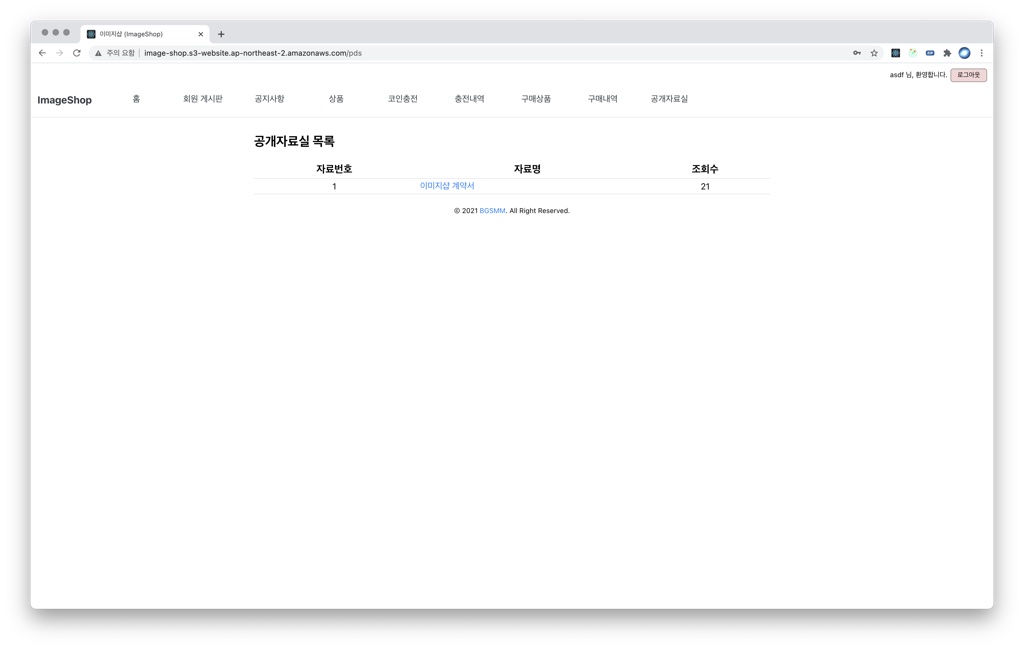 이미지샵 (ImageShop)
주의 요함 image-shop.s3-website.ap-northeast-2.amazonaws.com/pds
asdf 님, 환영합니다. 로그아웃
ImageShop 홈 회원 게시판 공지사항 상품 코인충전 충전내역 구매상품 구매내역 공개자료실
공개자료실 목록
자료번호 자료명 조회수
1 이미지샵 계약서 21
© 2021 BGSMM. All Right Reserved.